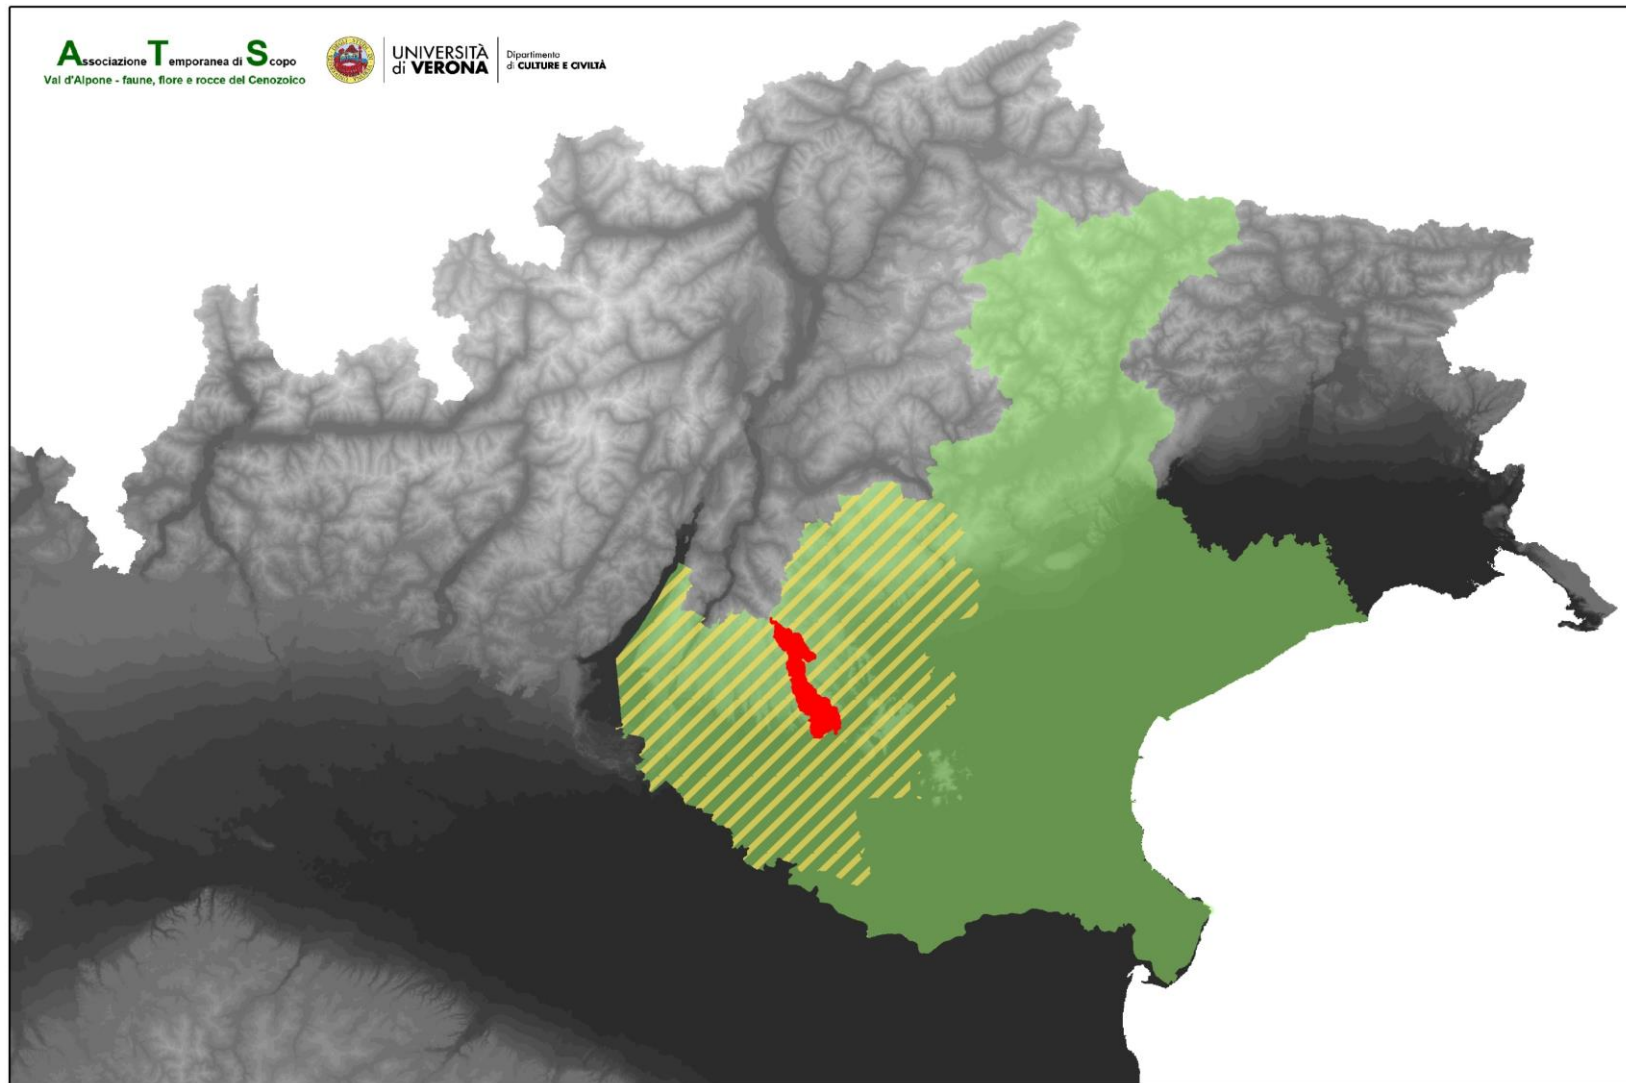 Associazione Temporanea di Scopo
Val d'Alpone - faune, flore e rocce del Cenozoico
UNIVERSITÀ
di VERONA
Dipartimento
di CULTURE E CIVILTÀ